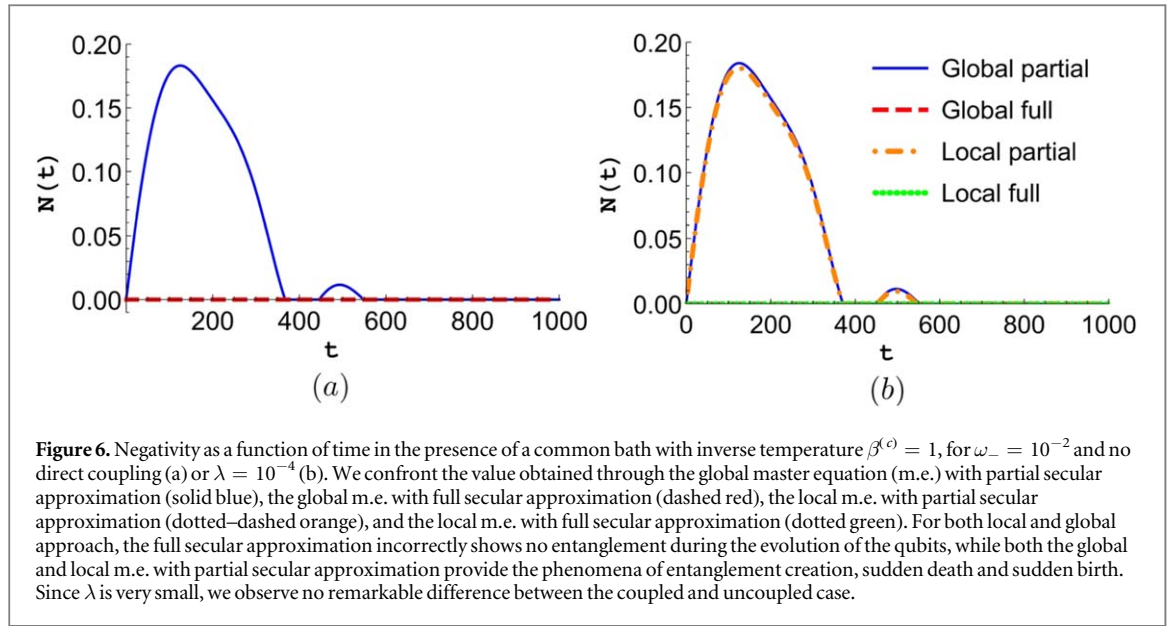 0.20
0.15
0.10
0.05
0.00
N(t)
200 400 600 800 1000
t
(a)
0.20
0.15
0.10
0.05
0.00
N(t)
0 200 400 600 800 1000
t
(b)
Global partial
Global full
Local partial
Local full
Figure 6. Negativity as a function of time in the presence of a common bath with inverse temperature β⁽ᶜ⁾ = 1, for ω₋ = 10⁻² and no
direct coupling (a) or λ = 10⁻⁴ (b). We confront the value obtained through the global master equation (m.e.) with partial secular
approximation (solid blue), the global m.e. with full secular approximation (dashed red), the local m.e. with partial secular
approximation (dotted–dashed orange), and the local m.e. with full secular approximation (dotted green). For both local and global
approach, the full secular approximation incorrectly shows no entanglement during the evolution of the qubits, while both the global
and local m.e. with partial secular approximation provide the phenomena of entanglement creation, sudden death and sudden birth.
Since λ is very small, we observe no remarkable difference between the coupled and uncoupled case.